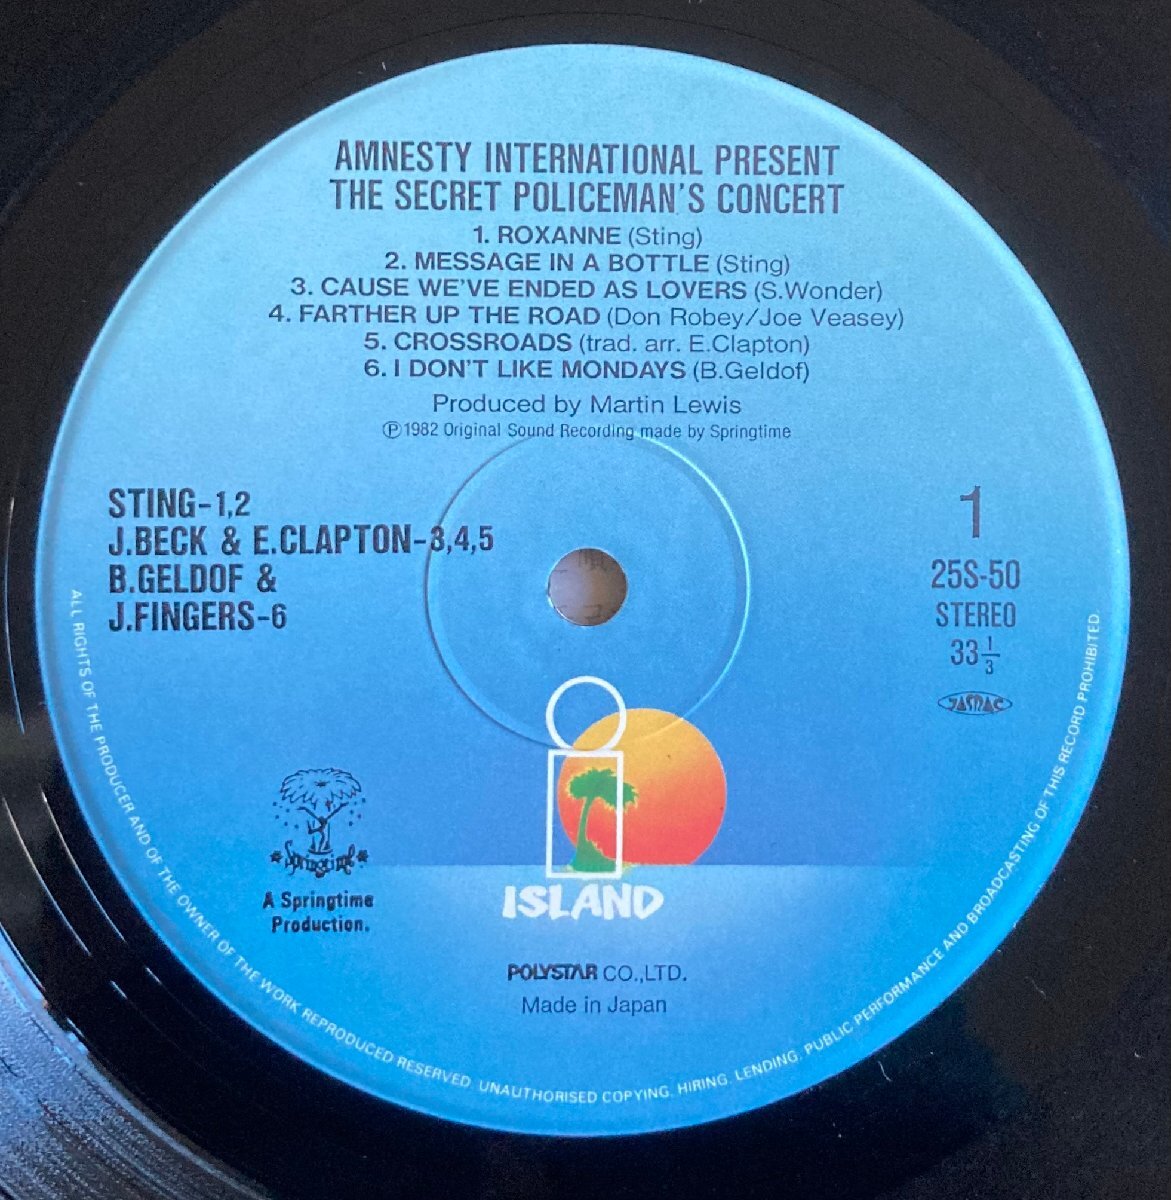 AMNESTY INTERNATIONAL PRESENT
THE SECRET POLICEMAN'S CONCERT
1. ROXANNE (Sting)
2. MESSAGE IN A BOTTLE (Sting)
3. CAUSE WE'VE ENDED AS LOVERS (S.Wonder)
4. FARTHER UP THE ROAD (Don Robey/Joe Veasey)
5. CROSSROADS (trad. arr. E.Clapton)
6. I DON'T LIKE MONDAYS (B.Geldof)
Produced by Martin Lewis
Ⓟ1982 Original Sound Recording made by Springtime
STING-1,2
J.BECK & E.CLAPTON-3,4,5
B.GELDOF &
J.FINGERS-6
1
25S-50
STEREO
33 1/3
JASRAC
Springtime
A Springtime
Production.
ISLAND
POLYSTAR CO.,LTD.
Made in Japan
ALL RIGHTS OF THE PRODUCER AND OF THE OWNER OF THE WORK REPRODUCED RESERVED. UNAUTHORISED COPYING, HIRING, LENDING, PUBLIC PERFORMANCE AND BROADCASTING OF THIS RECORD PROHIBITED.